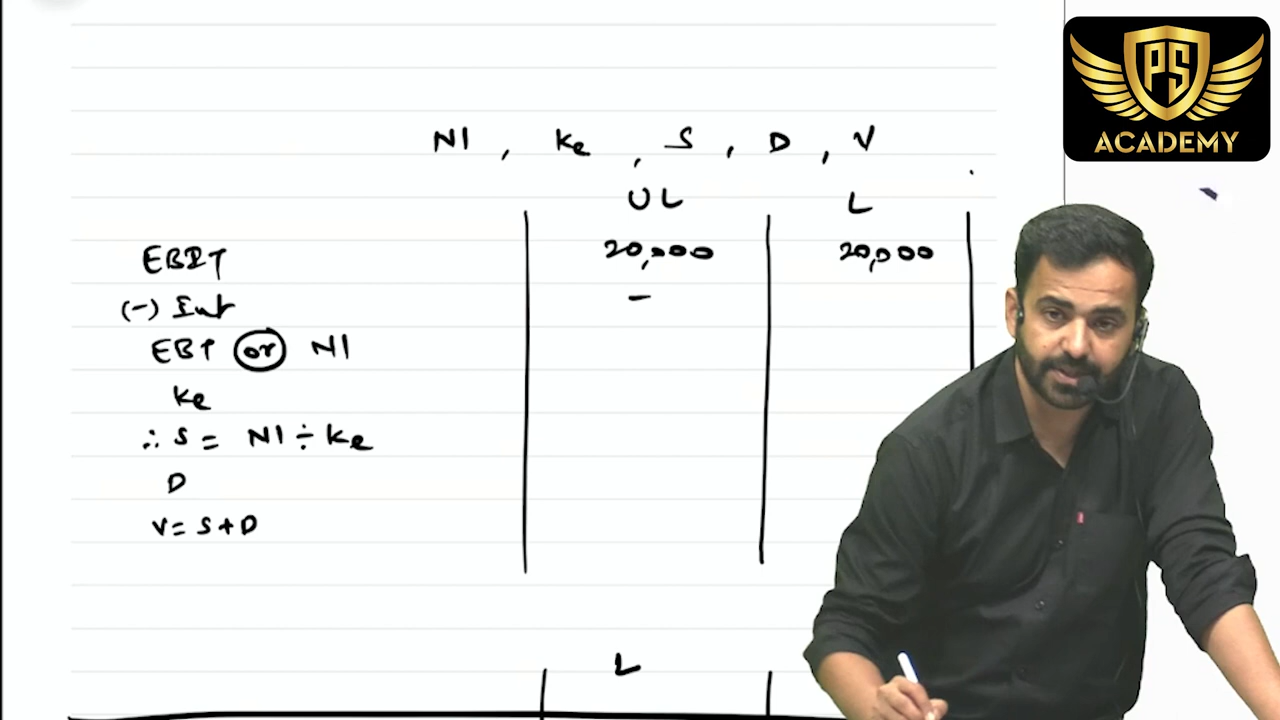 PS
ACADEMY
NI , Ke , S , D , V
UL L
EBIT 20,000 20,000
(-) Int -
EBT or NI
Ke
∴ S = NI ÷ Ke
D
V = S + D
L